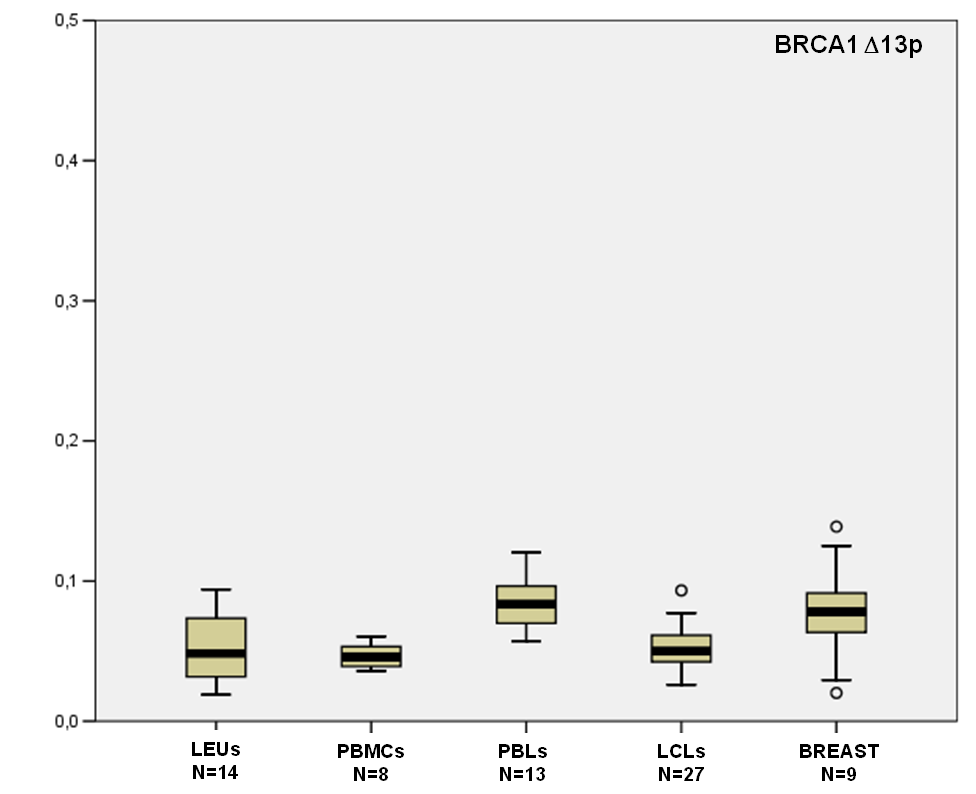 BRCA1 Δ13p
0,5
0,4
0,3
0,2
0,1
0,0
LEUs PBMCs PBLs LCLs BREAST
N=14 N=8 N=13 N=27 N=9